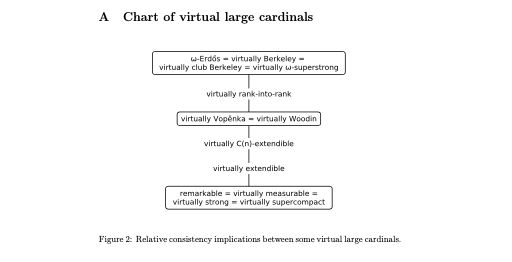 A Chart of virtual large cardinals
ω-Erdős = virtually Berkeley =
virtually club Berkeley = virtually ω-superstrong
virtually rank-into-rank
virtually Vopěnka = virtually Woodin
virtually C(n)-extendible
virtually extendible
remarkable = virtually measurable =
virtually strong = virtually supercompact
Figure 2: Relative consistency implications between some virtual large cardinals.